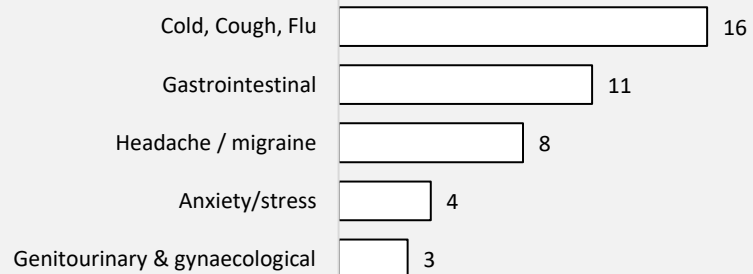 Cold, Cough, Flu 16
Gastrointestinal 11
Headache / migraine 8
Anxiety/stress 4
Genitourinary & gynaecological 3